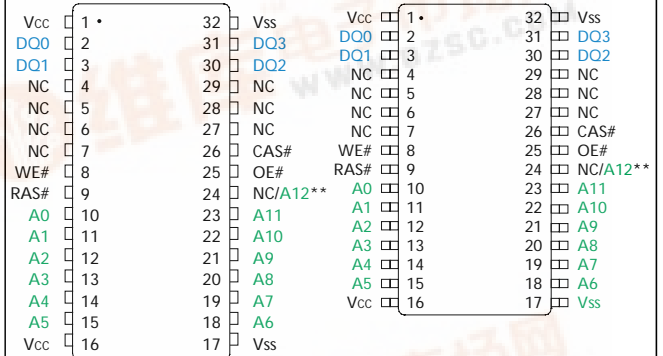 Vcc 1 • 32 Vss
DQ0 2 31 DQ3
DQ1 3 30 DQ2
NC 4 29 NC
NC 5 28 NC
NC 6 27 NC
NC 7 26 CAS#
WE# 8 25 OE#
RAS# 9 24 NC/A12**
A0 10 23 A11
A1 11 22 A10
A2 12 21 A9
A3 13 20 A8
A4 14 19 A7
A5 15 18 A6
Vcc 16 17 Vss
Vcc 1 • 32 Vss
DQ0 2 31 DQ3
DQ1 3 30 DQ2
NC 4 29 NC
NC 5 28 NC
NC 6 27 NC
NC 7 26 CAS#
WE# 8 25 OE#
RAS# 9 24 NC/A12**
A0 10 23 A11
A1 11 22 A10
A2 12 21 A9
A3 13 20 A8
A4 14 19 A7
A5 15 18 A6
Vcc 16 17 Vss